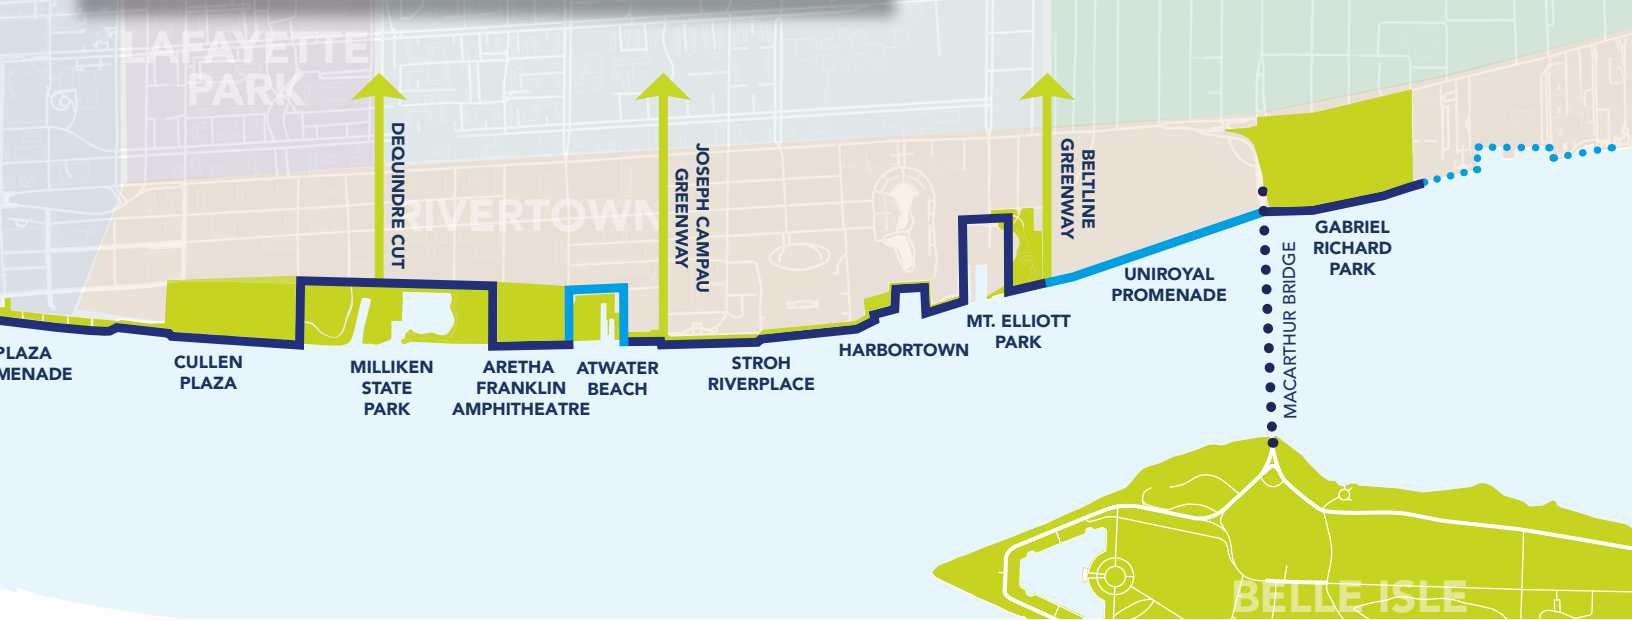 LAFAYETTE
PARK
RIVERTOWN
DEQUINDRE CUT
JOSEPH CAMPAU
GREENWAY
BELTLINE
GREENWAY
PLAZA
MENADE
CULLEN
PLAZA
MILLIKEN
STATE
PARK
ARETHA
FRANKLIN
AMPHITHEATRE
ATWATER
BEACH
STROH
RIVERPLACE
HARBORTOWN
MT. ELLIOTT
PARK
UNIROYAL
PROMENADE
GABRIEL
RICHARD
PARK
MACARTHUR BRIDGE
BELLE ISLE